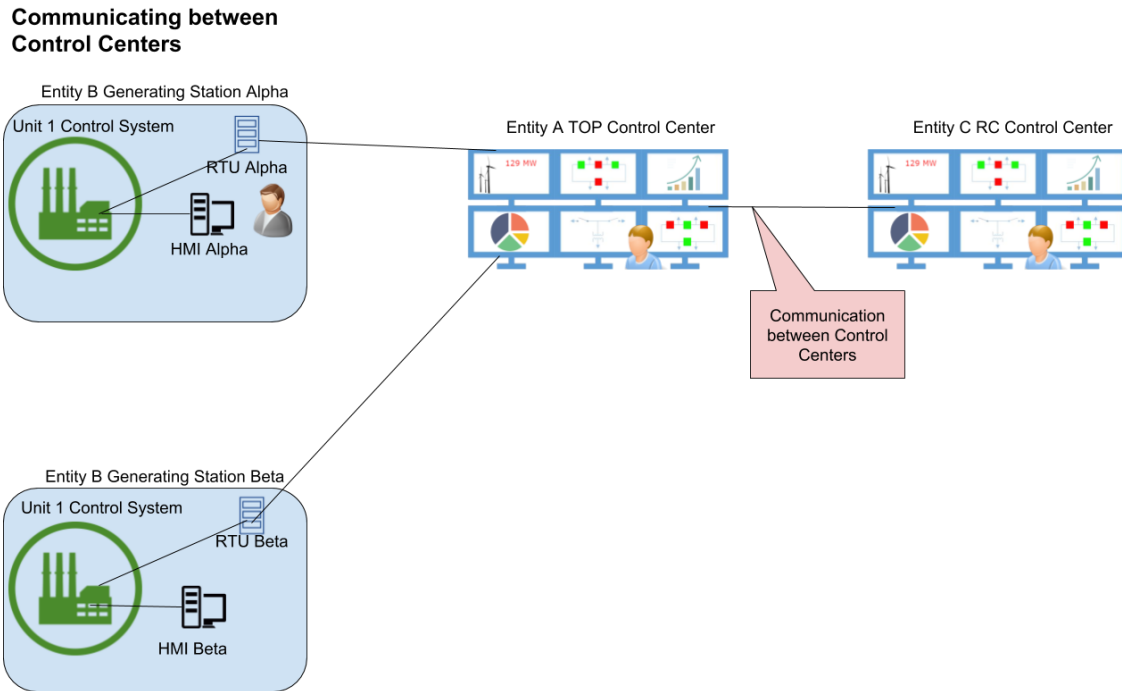 Communicating between
Control Centers
Entity B Generating Station Alpha
Unit 1 Control System
RTU Alpha
HMI Alpha
Entity A TOP Control Center
129 MW
Entity C RC Control Center
129 MW
Communication
between Control
Centers
Entity B Generating Station Beta
Unit 1 Control System
RTU Beta
HMI Beta